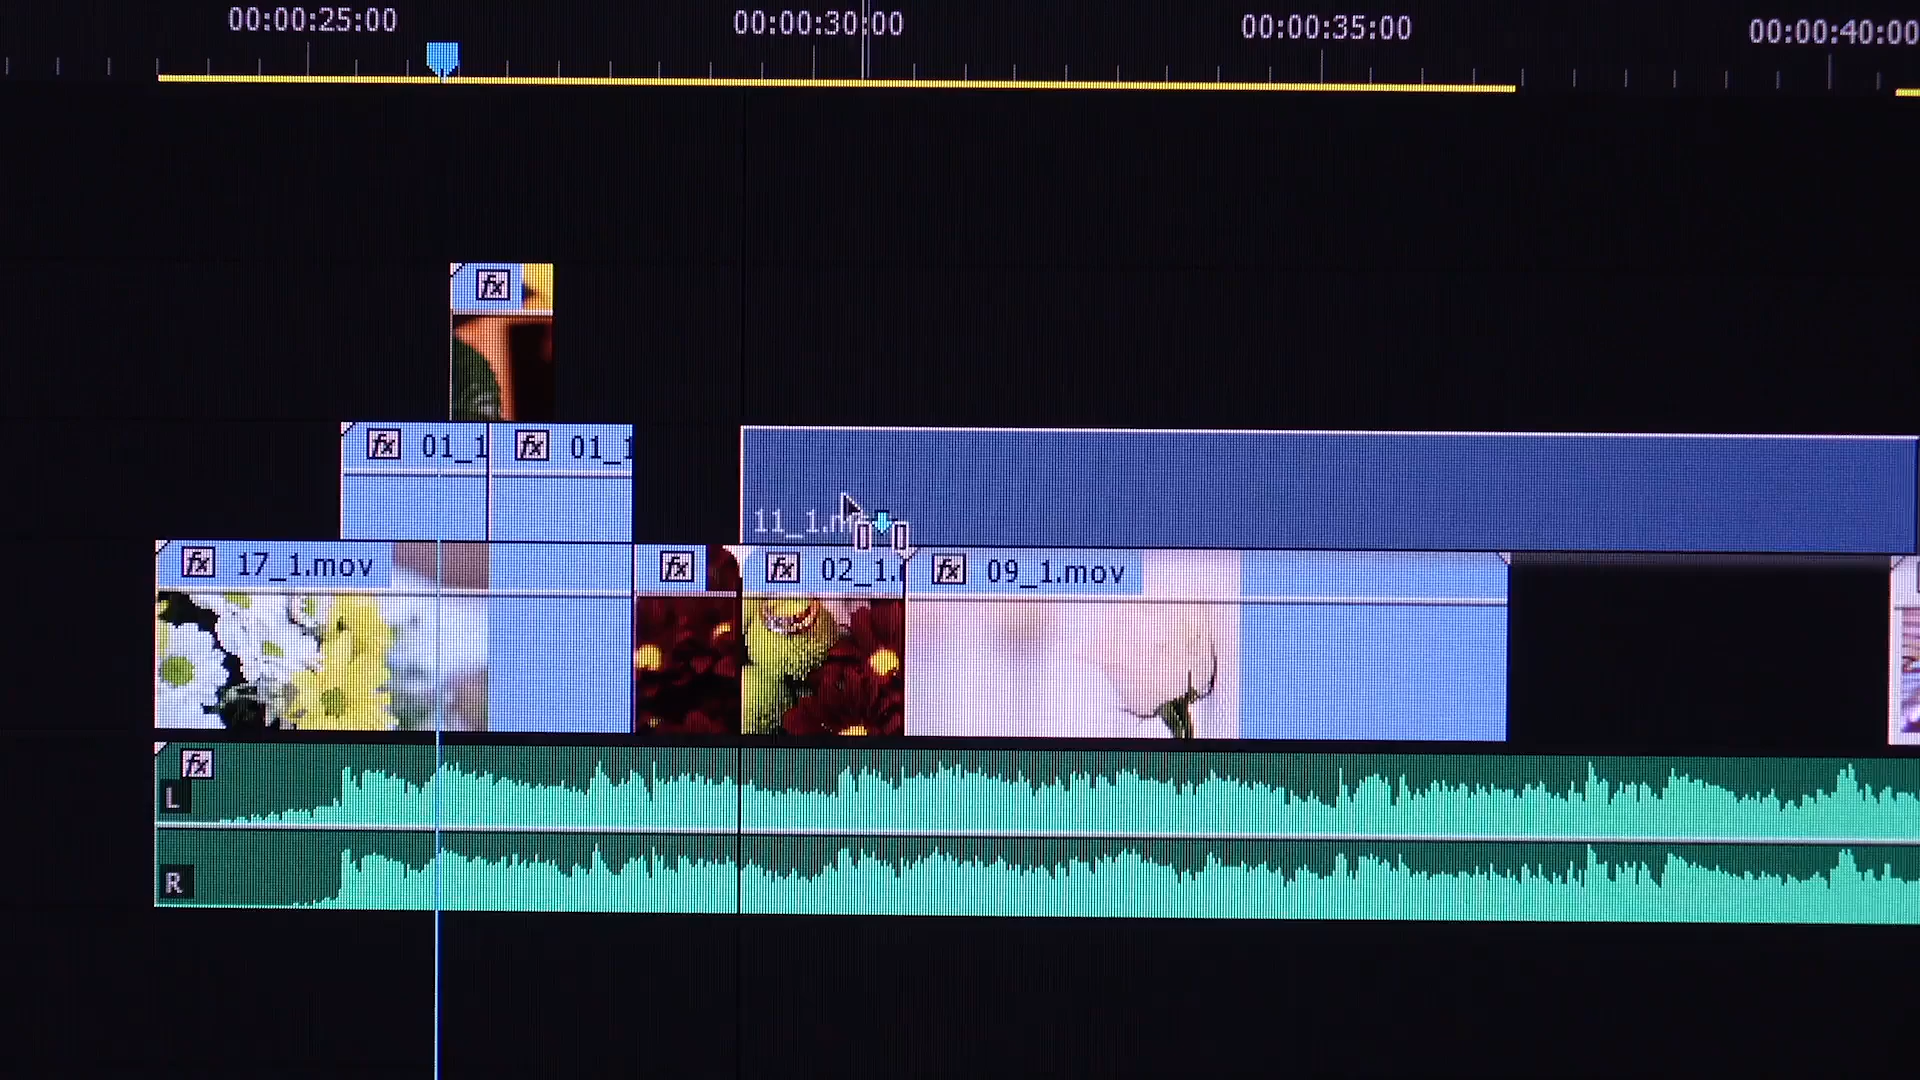 00:00:25:00 00:00:30:00 00:00:35:00 00:00:40:00
fx
fx 01_1 fx 01_1
11_1.m
fx 17_1.mov fx fx 02_1. fx 09_1.mov
fx
L
R